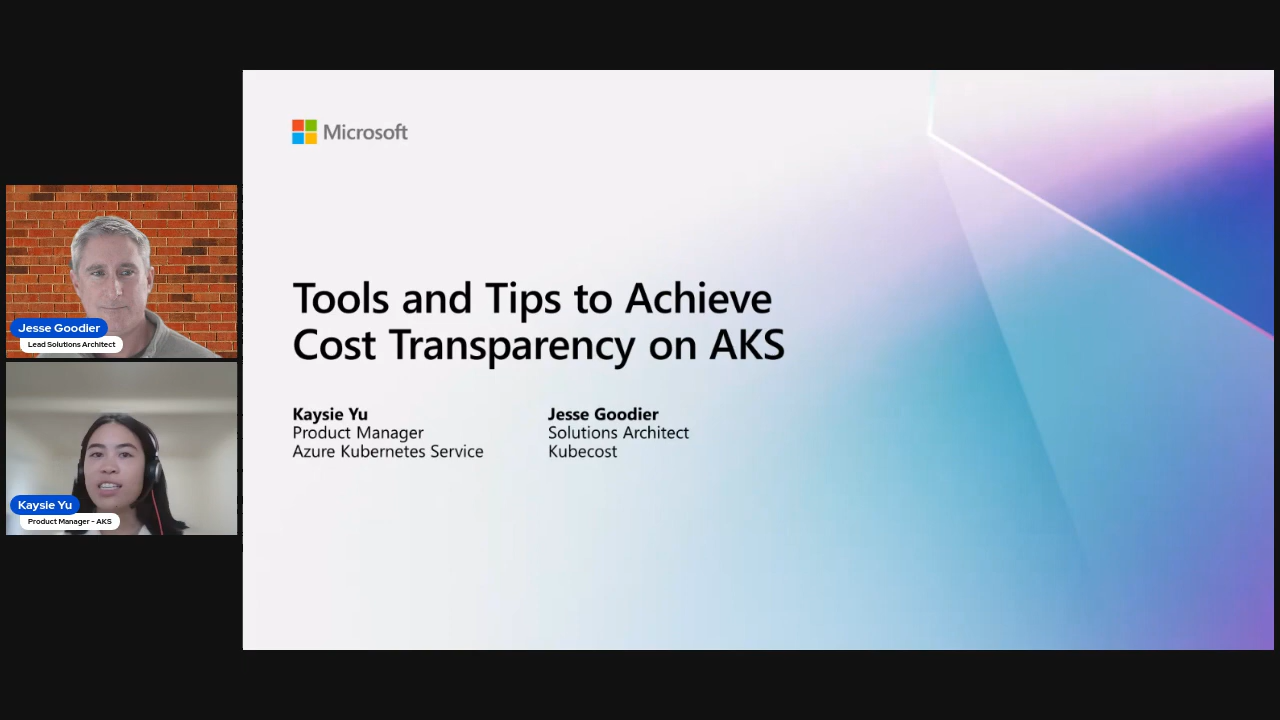 Microsoft
Tools and Tips to Achieve
Cost Transparency on AKS
Kaysie Yu
Product Manager
Azure Kubernetes Service
Jesse Goodier
Solutions Architect
Kubecost
Jesse Goodier
Lead Solutions Architect
Kaysie Yu
Product Manager - AKS